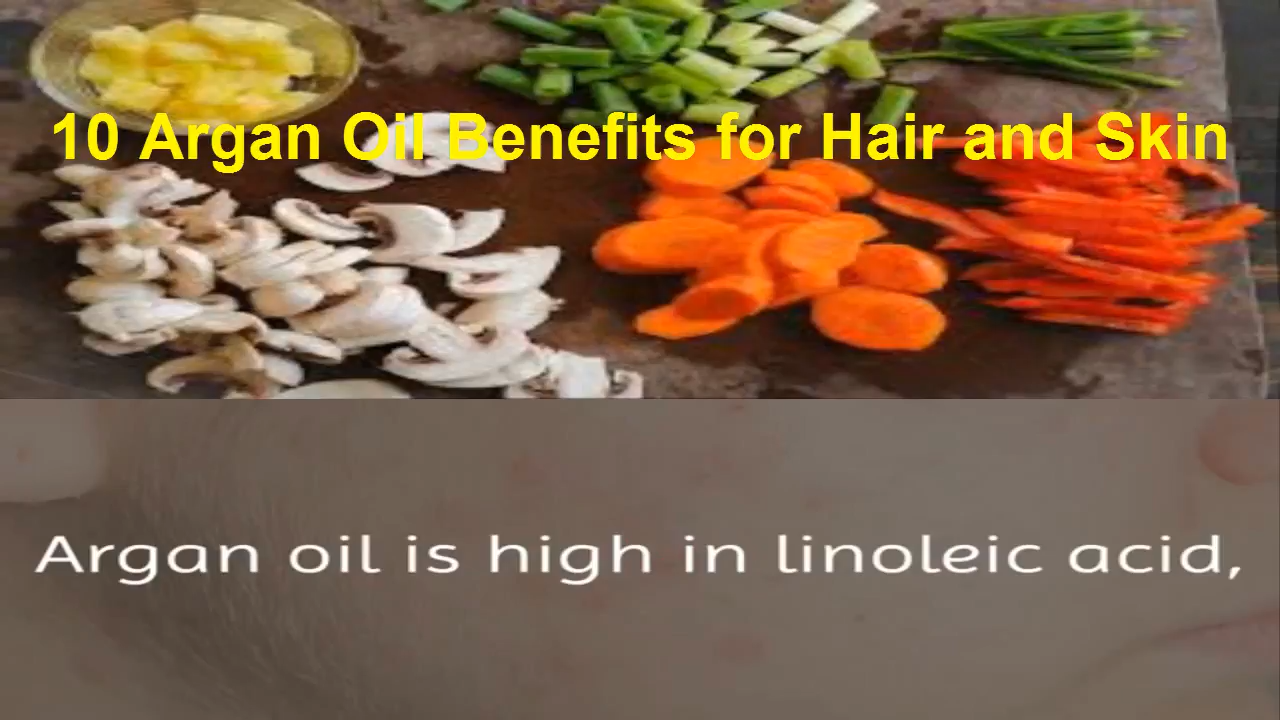 10 Argan Oil Benefits for Hair and Skin
Argan oil is high in linoleic acid,